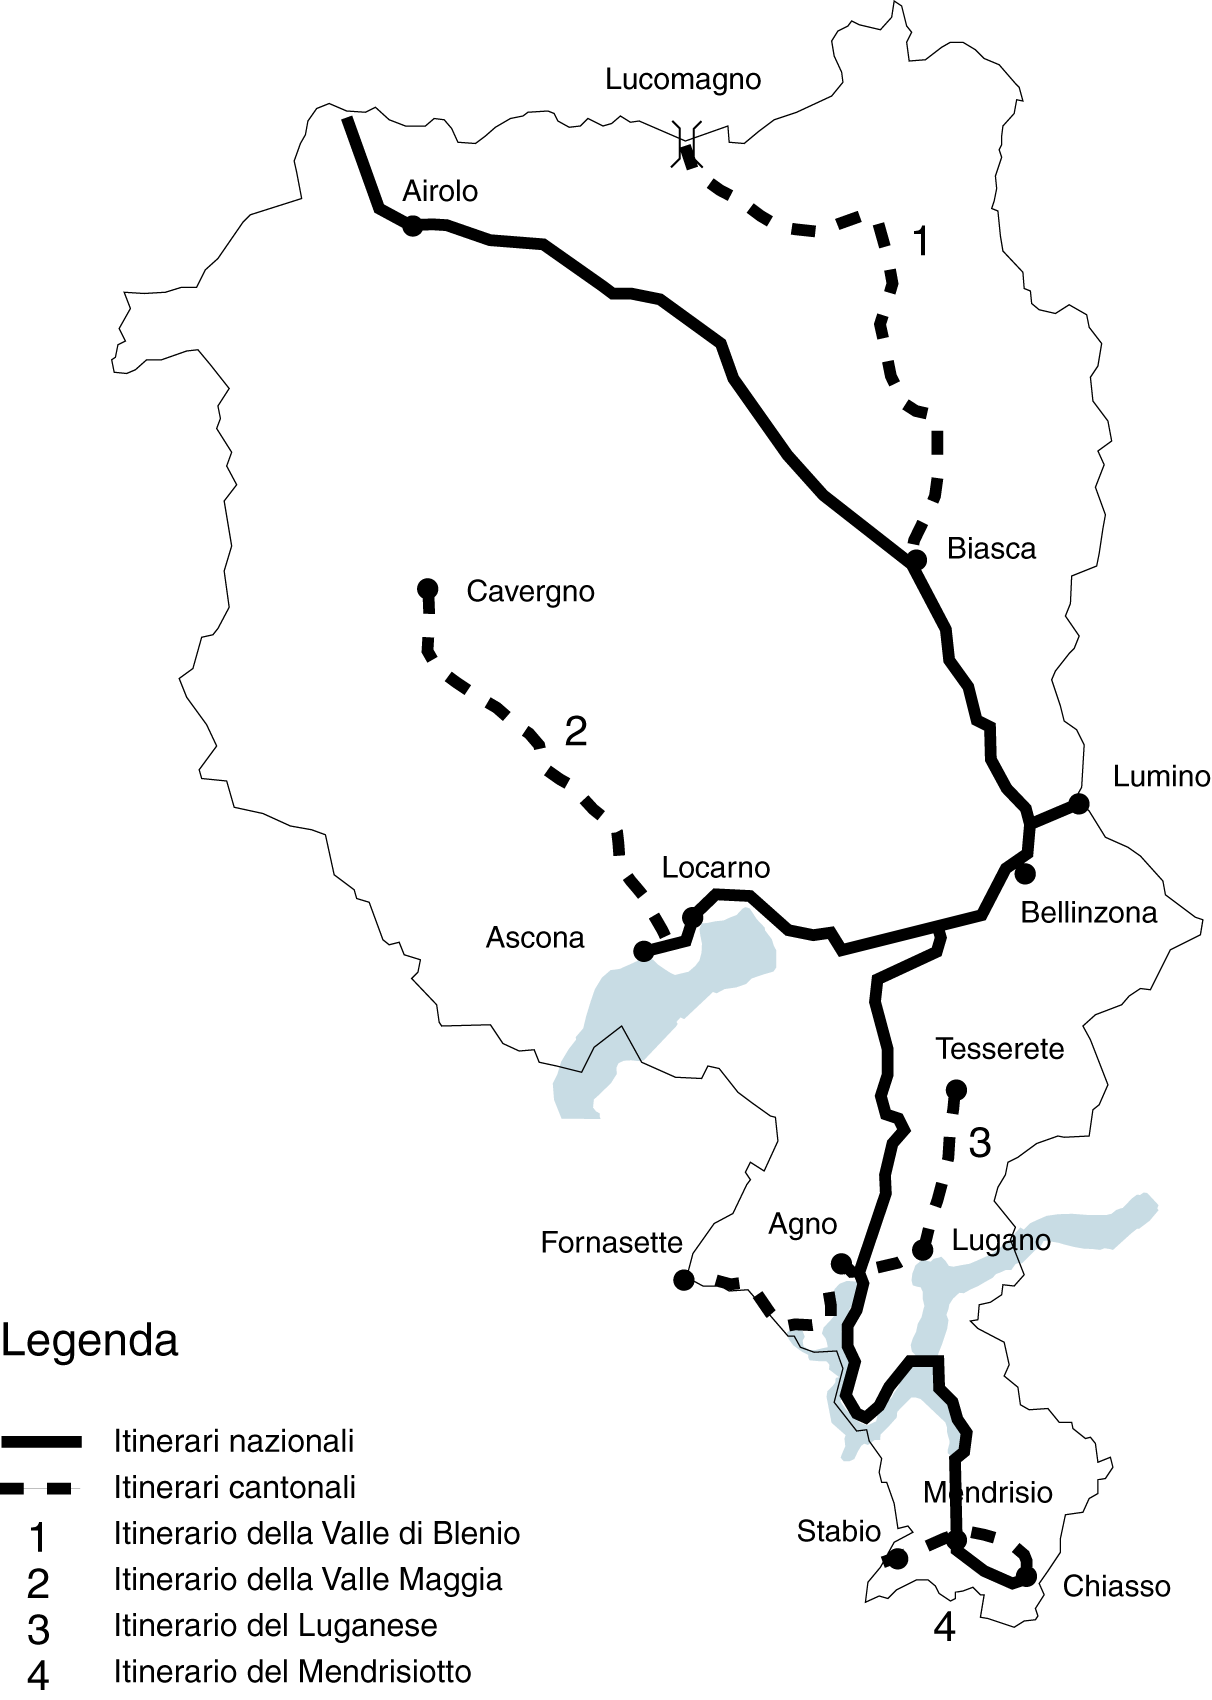 Lucomagno
Airolo
1
Biasca
Cavergno
2
Lumino
Locarno
Bellinzona
Ascona
Tesserete
3
Agno
Lugano
Fornasette
Legenda
Itinerari nazionali
Itinerari cantonali
1 Itinerario della Valle di Blenio
2 Itinerario della Valle Maggia
3 Itinerario del Luganese
4 Itinerario del Mendrisiotto
Mendrisio
Stabio
Chiasso
4